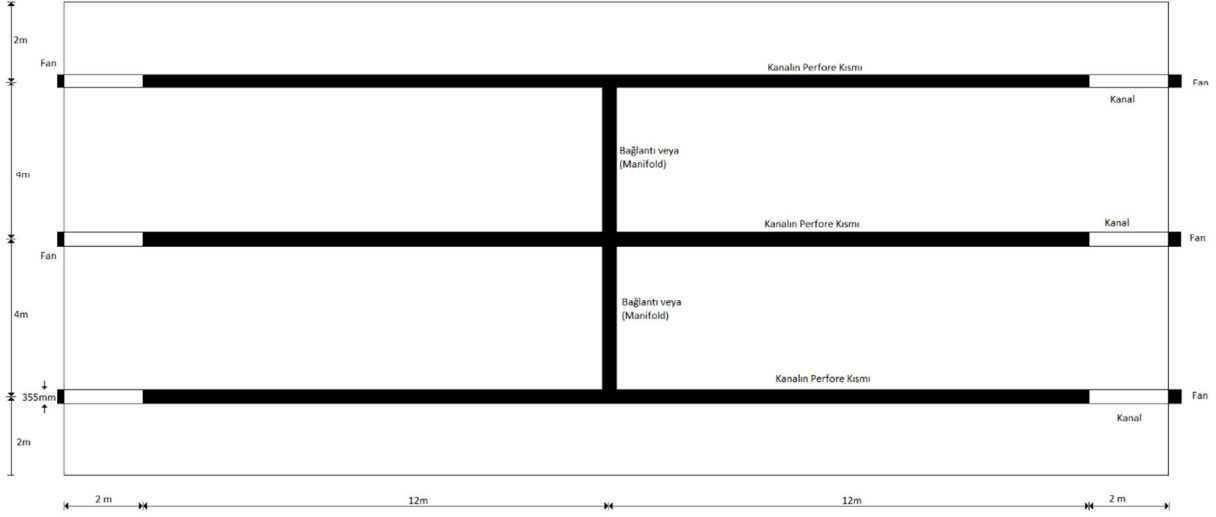 2m
Fan
Kanalın Perfore Kısmı
Fan
Kanal
4m
Bağlantı veya
(Manifold)
Kanalın Perfore Kısmı
Kanal
Fan
Fan
4m
Bağlantı veya
(Manifold)
Kanalın Perfore Kısmı
355mm
Fan
Kanal
2m
2 m
12m
12m
2 m